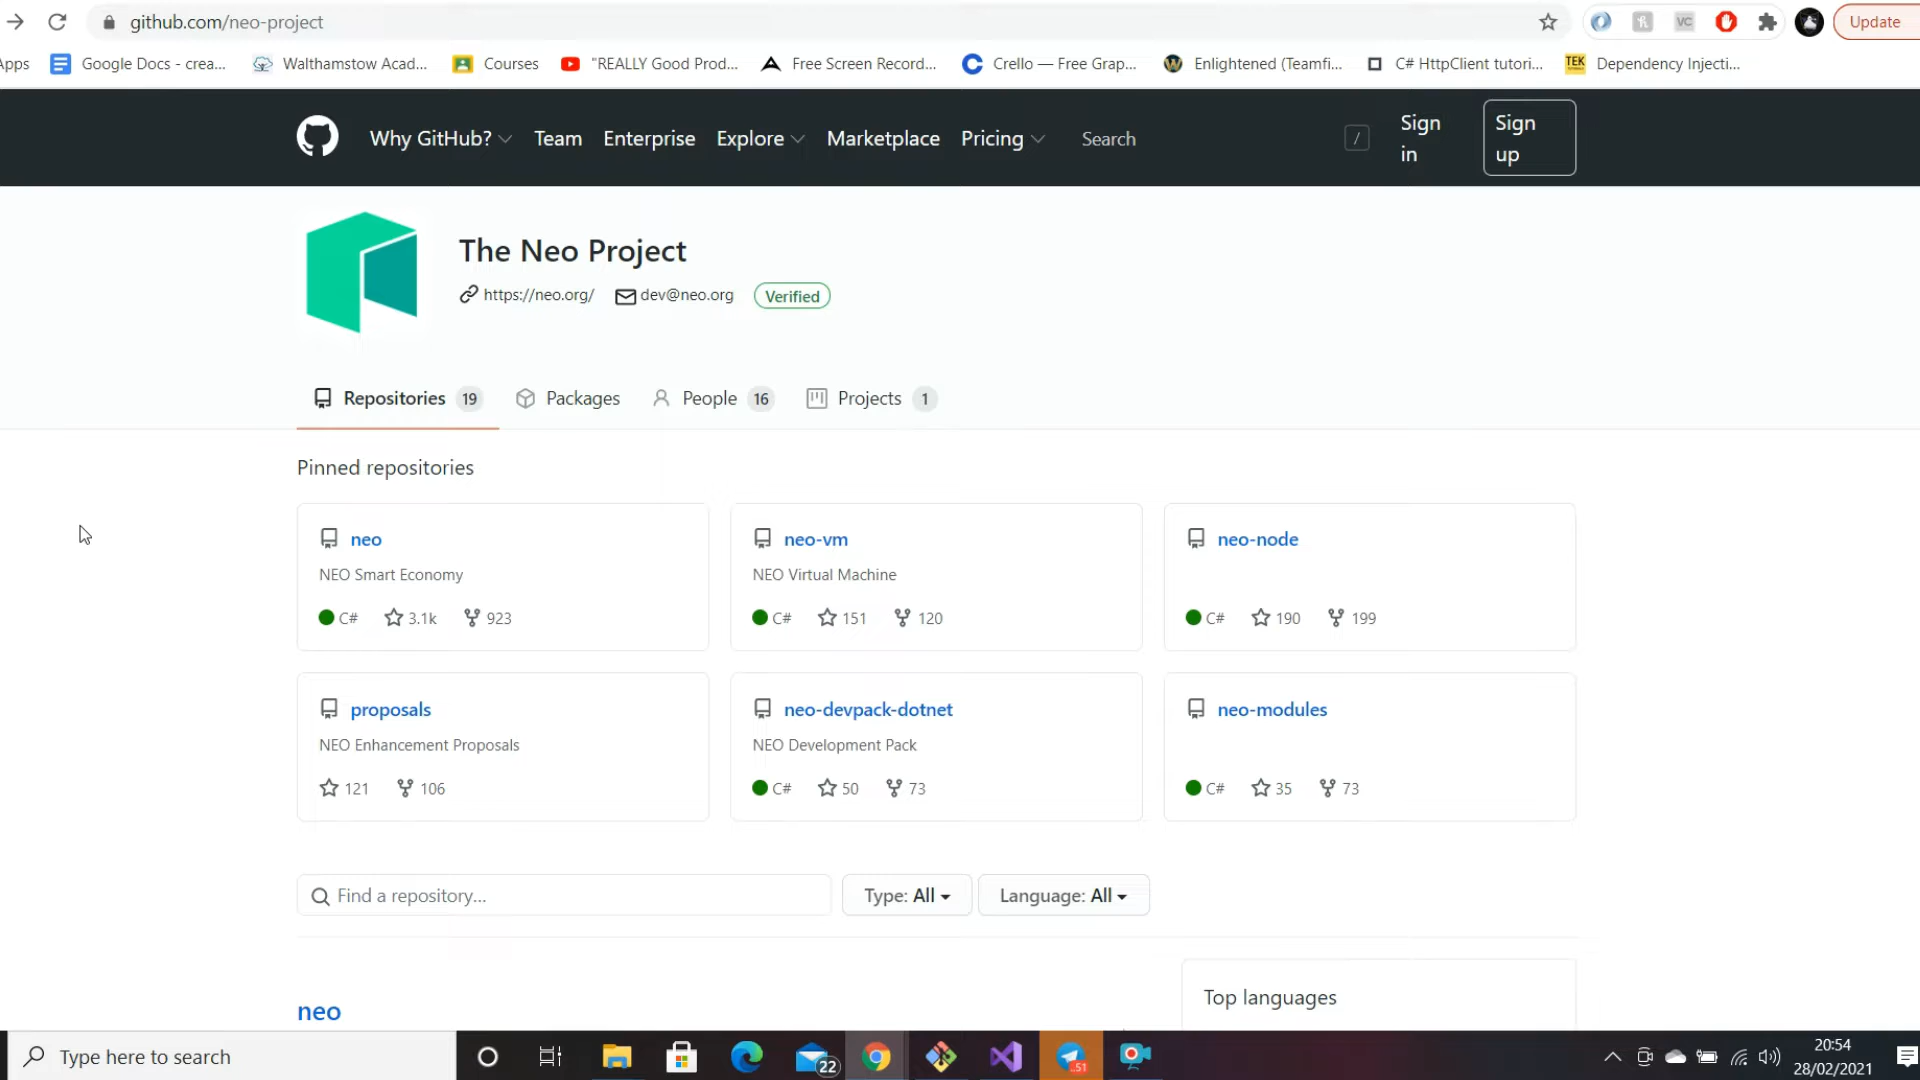 github.com/neo-project
Update
Apps
Google Docs - crea...
Walthamstow Acad...
Courses
"REALLY Good Prod...
Free Screen Record...
Crello — Free Grap...
Enlightened (Teamfi...
C# HttpClient tutori...
TEK
Dependency Injecti...
Why GitHub?
Team
Enterprise
Explore
Marketplace
Pricing
Search
/
Sign
in
Sign
up
The Neo Project
https://neo.org/
dev@neo.org
Verified
Repositories 19
Packages
People 16
Projects 1
Pinned repositories
neo
NEO Smart Economy
C# 3.1k 923
neo-vm
NEO Virtual Machine
C# 151 120
neo-node
C# 190 199
proposals
NEO Enhancement Proposals
121 106
neo-devpack-dotnet
NEO Development Pack
C# 50 73
neo-modules
C# 35 73
Find a repository...
Type: All
Language: All
neo
Top languages
Type here to search
22
20:54
28/02/2021